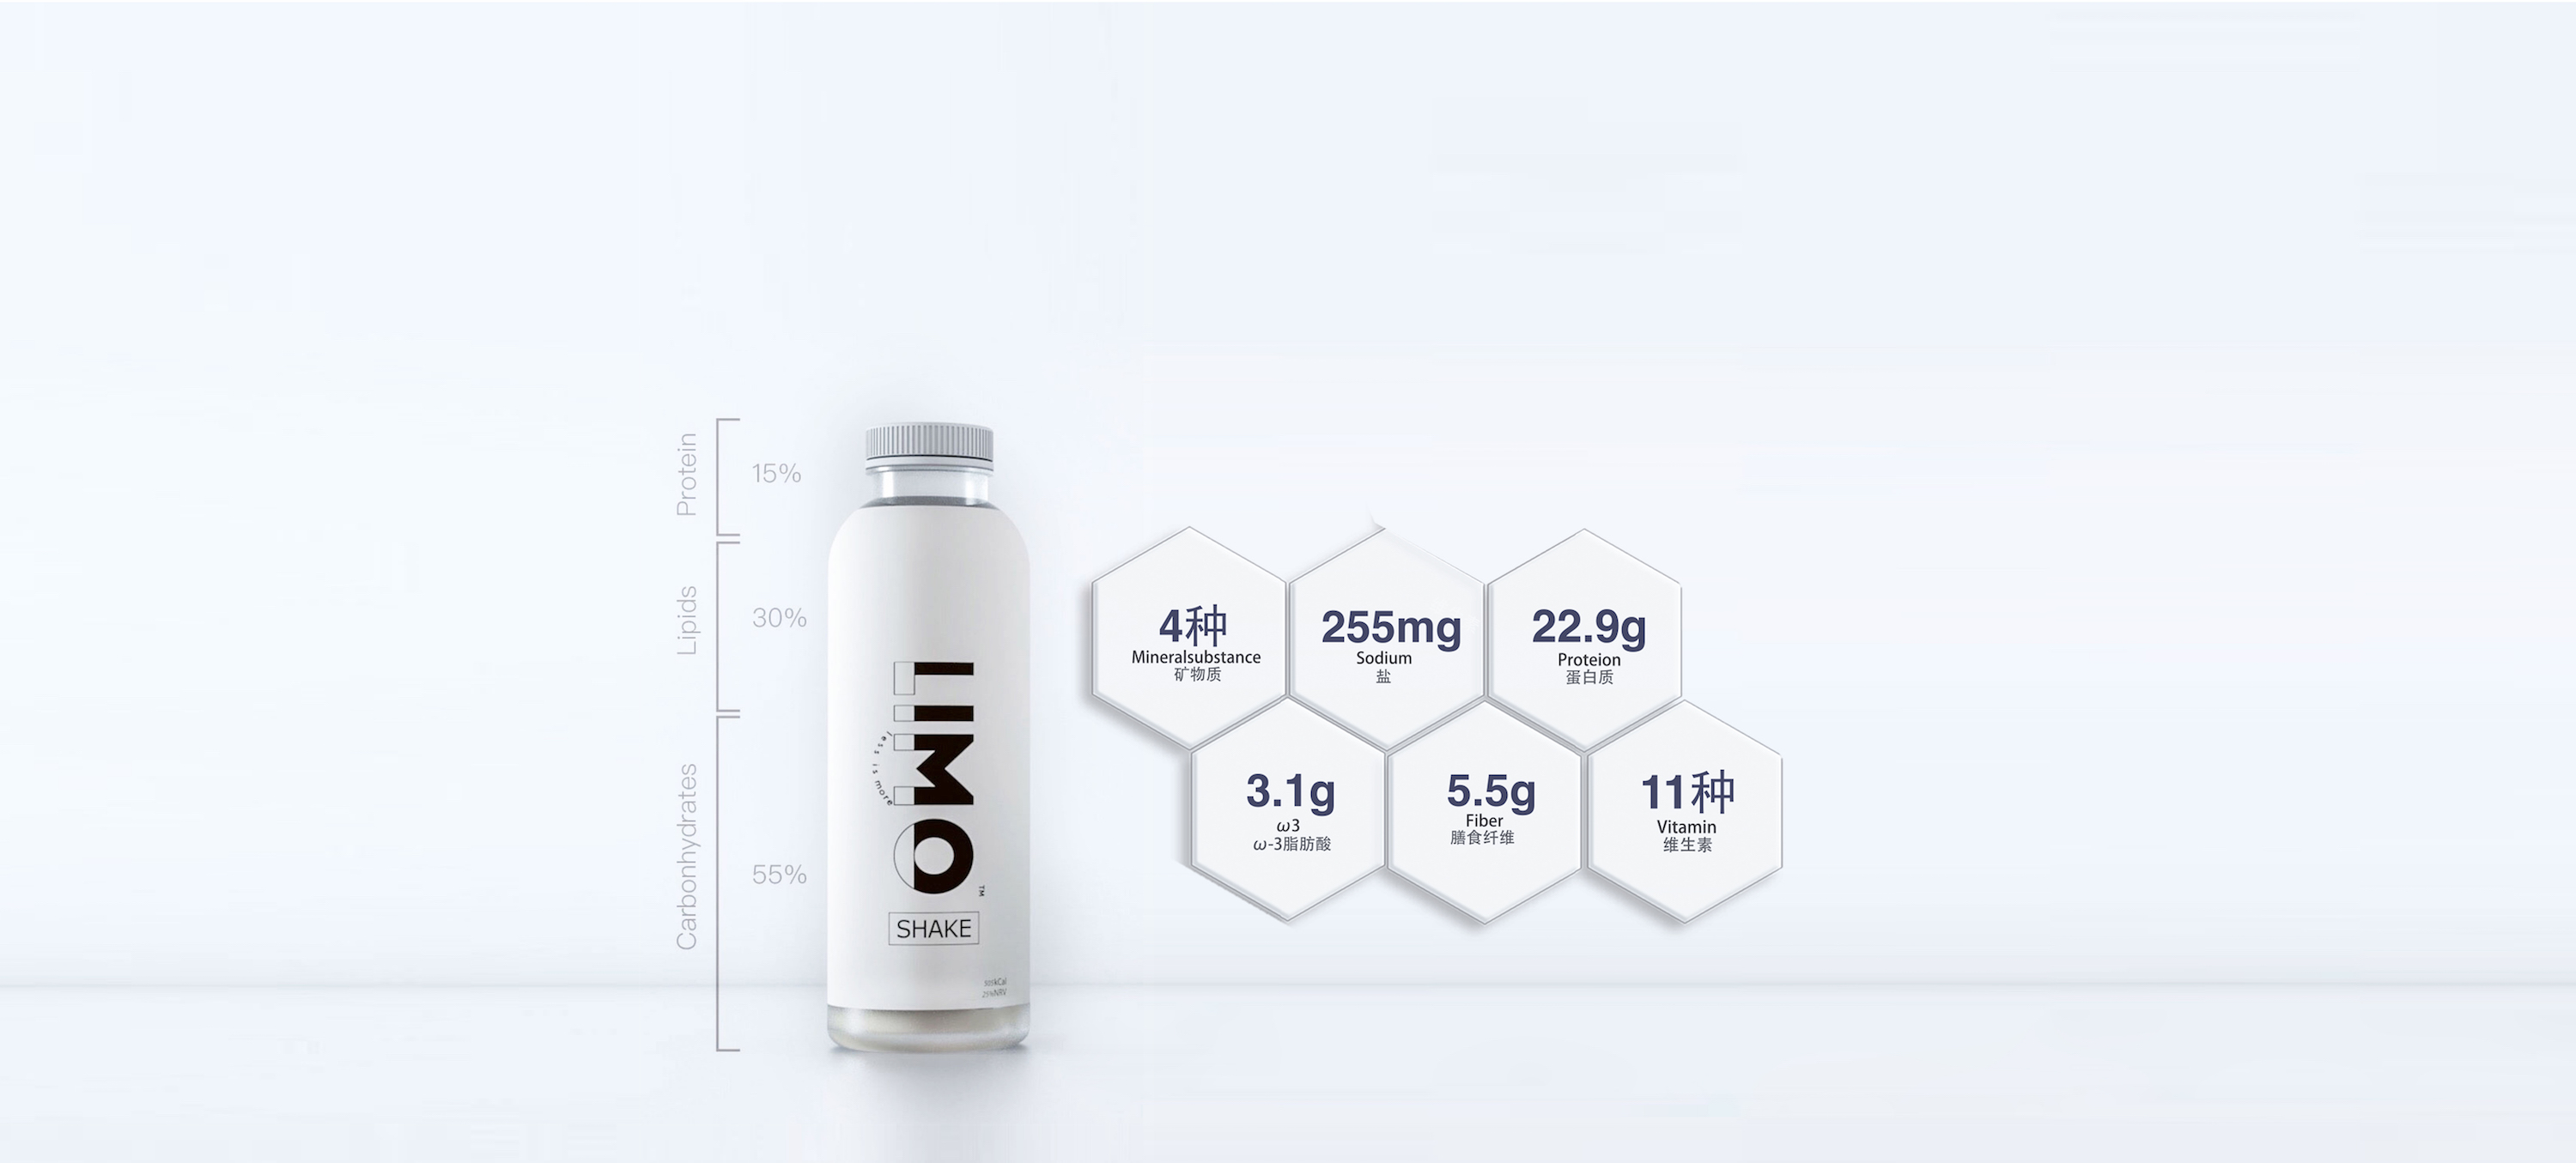 Protein
15%
Lipids
30%
Carbonhydrates
55%
LIMO
less is more
TM
SHAKE
25%NRV
4种
Mineralsubstance
矿物质
255mg
Sodium
盐
22.9g
Proteion
蛋白质
3.1g
ω3
ω-3脂肪酸
5.5g
Fiber
膳食纤维
11种
Vitamin
维生素